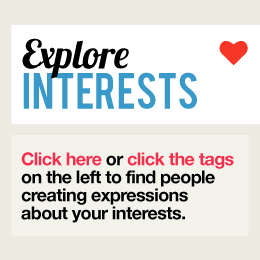 Explore
INTERESTS
Click here or click the tags
on the left to find people
creating expressions
about your interests.